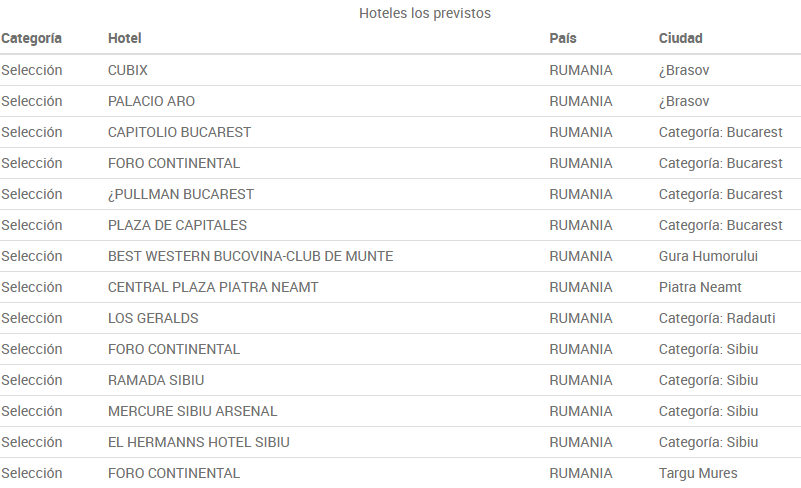 Hoteles los previstos
Categoría Hotel País Ciudad
Selección CUBIX RUMANIA ¿Brasov
Selección PALACIO ARO RUMANIA ¿Brasov
Selección CAPITOLIO BUCAREST RUMANIA Categoría: Bucarest
Selección FORO CONTINENTAL RUMANIA Categoría: Bucarest
Selección ¿PULLMAN BUCAREST RUMANIA Categoría: Bucarest
Selección PLAZA DE CAPITALES RUMANIA Categoría: Bucarest
Selección BEST WESTERN BUCOVINA-CLUB DE MUNTE RUMANIA Gura Humorului
Selección CENTRAL PLAZA PIATRA NEAMT RUMANIA Piatra Neamt
Selección LOS GERALDS RUMANIA Categoría: Radauti
Selección FORO CONTINENTAL RUMANIA Categoría: Sibiu
Selección RAMADA SIBIU RUMANIA Categoría: Sibiu
Selección MERCURE SIBIU ARSENAL RUMANIA Categoría: Sibiu
Selección EL HERMANNS HOTEL SIBIU RUMANIA Categoría: Sibiu
Selección FORO CONTINENTAL RUMANIA Targu Mures